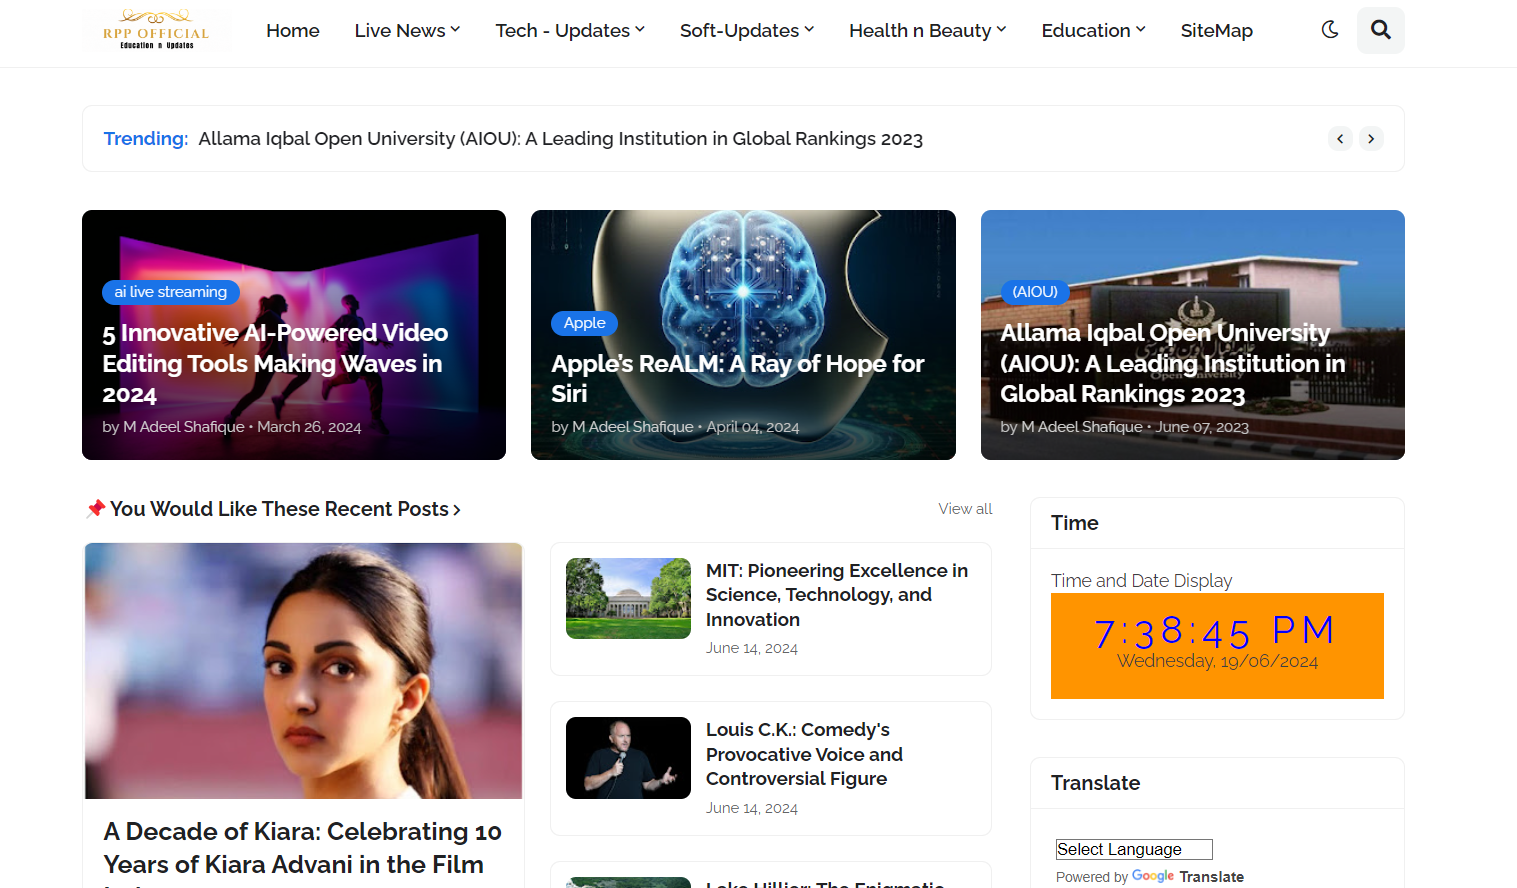 RPP OFFICIAL
Education n Updates
Home
Live News
Tech - Updates
Soft-Updates
Health n Beauty
Education
SiteMap
Trending: Allama Iqbal Open University (AIOU): A Leading Institution in Global Rankings 2023
ai live streaming
5 Innovative AI-Powered Video
Editing Tools Making Waves in
2024
by M Adeel Shafique • March 26, 2024
Apple
Apple’s ReALM: A Ray of Hope for
Siri
by M Adeel Shafique • April 04, 2024
(AIOU)
Allama Iqbal Open University
(AIOU): A Leading Institution in
Global Rankings 2023
by M Adeel Shafique • June 07, 2023
You Would Like These Recent Posts
View all
A Decade of Kiara: Celebrating 10
Years of Kiara Advani in the Film
MIT: Pioneering Excellence in
Science, Technology, and
Innovation
June 14, 2024
Louis C.K.: Comedy's
Provocative Voice and
Controversial Figure
June 14, 2024
Time
Time and Date Display
7:38:45 PM
Wednesday, 19/06/2024
Translate
Select Language
Powered by Google Translate